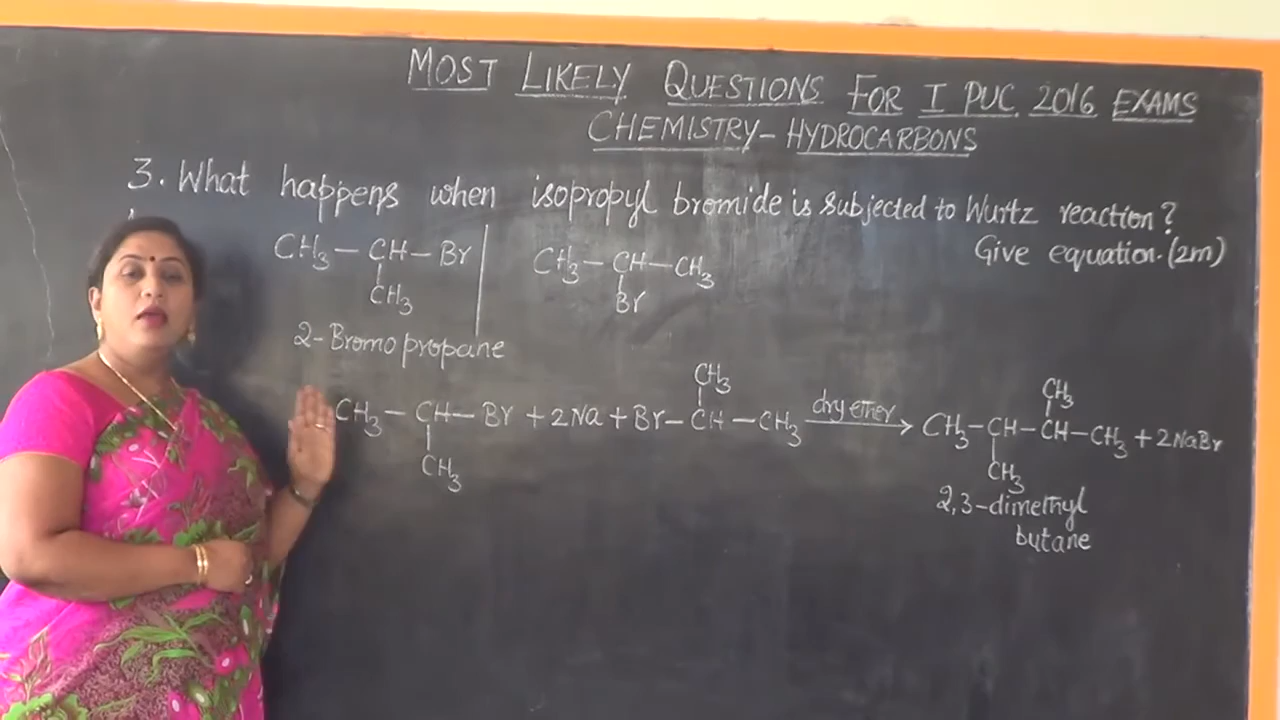 MOST LIKELY QUESTIONS FOR I PUC 2016 EXAMS
CHEMISTRY - HYDROCARBONS
3. What happens when isopropyl bromide is subjected to Wurtz reaction?
Give equation. (2m)
CH3 — CH — Br
CH3
CH3 — CH — CH3
Br
2-Bromopropane
CH3
CH3
CH3 — CH — Br + 2Na + Br — CH — CH3 dry ether → CH3 — CH — CH — CH3 + 2NaBr
CH3
CH3
2,3-dimethyl
butane